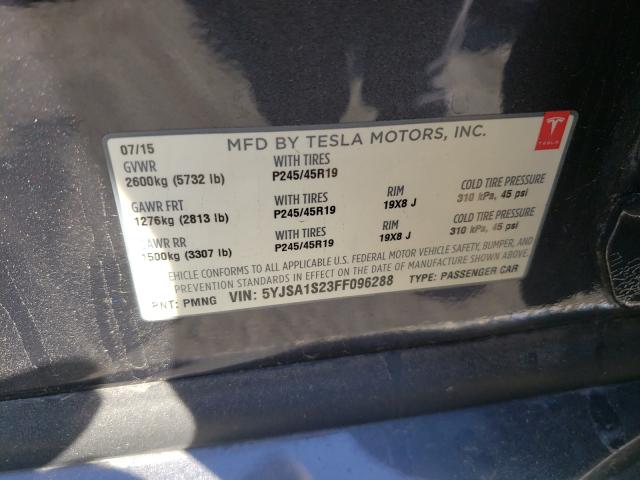 07/15 MFD BY TESLA MOTORS, INC.
TESLA
GVWR WITH TIRES
2600kg (5732 lb) P245/45R19
GAWR FRT WITH TIRES RIM COLD TIRE PRESSURE
1276kg (2813 lb) P245/45R19 19X8 J 310 kPa, 45 psi
GAWR RR WITH TIRES RIM COLD TIRE PRESSURE
1500kg (3307 lb) P245/45R19 19X8 J 310 kPa, 45 psi
VEHICLE CONFORMS TO ALL APPLICABLE U.S. FEDERAL MOTOR VEHICLE SAFETY, BUMPER, AND
PREVENTION STANDARDS IN EFFECT ON THE DATE OF MANUFACTURE SHOWN ABOVE.
PNT: PMNG VIN: 5YJSA1S23FF096288 TYPE: PASSENGER CAR